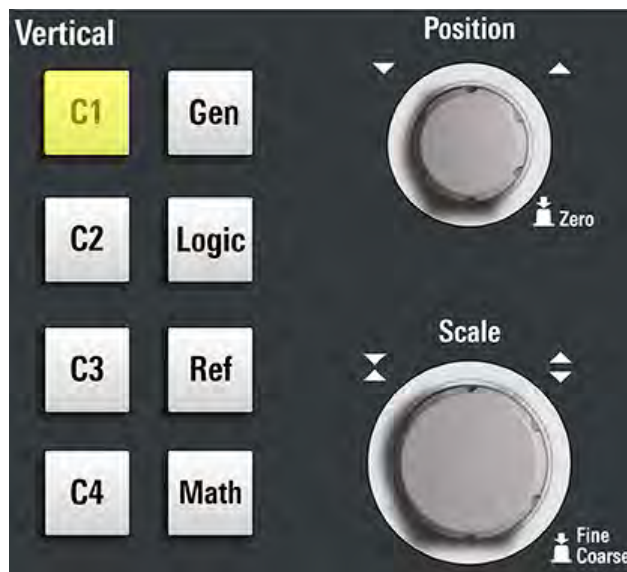 Vertical
Position
C1 Gen
Zero
C2 Logic
Scale
C3 Ref
C4 Math
Fine
Coarse